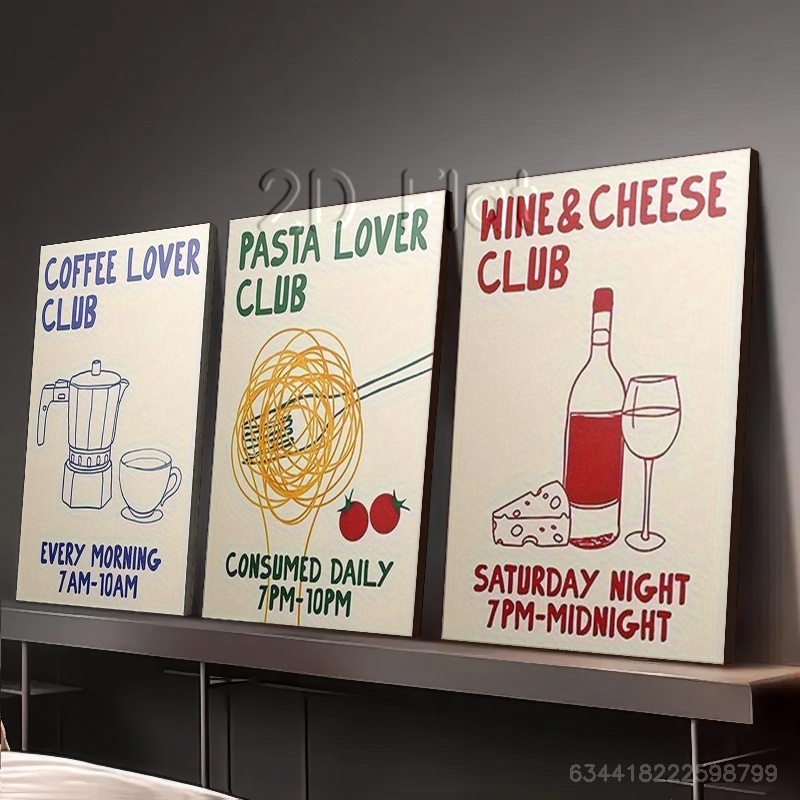 2D Flat
COFFEE LOVER
CLUB
EVERY MORNING
7AM-10AM
PASTA LOVER
CLUB
CONSUMED DAILY
7PM-10PM
WINE & CHEESE
CLUB
SATURDAY NIGHT
7PM-MIDNIGHT
634418222598799